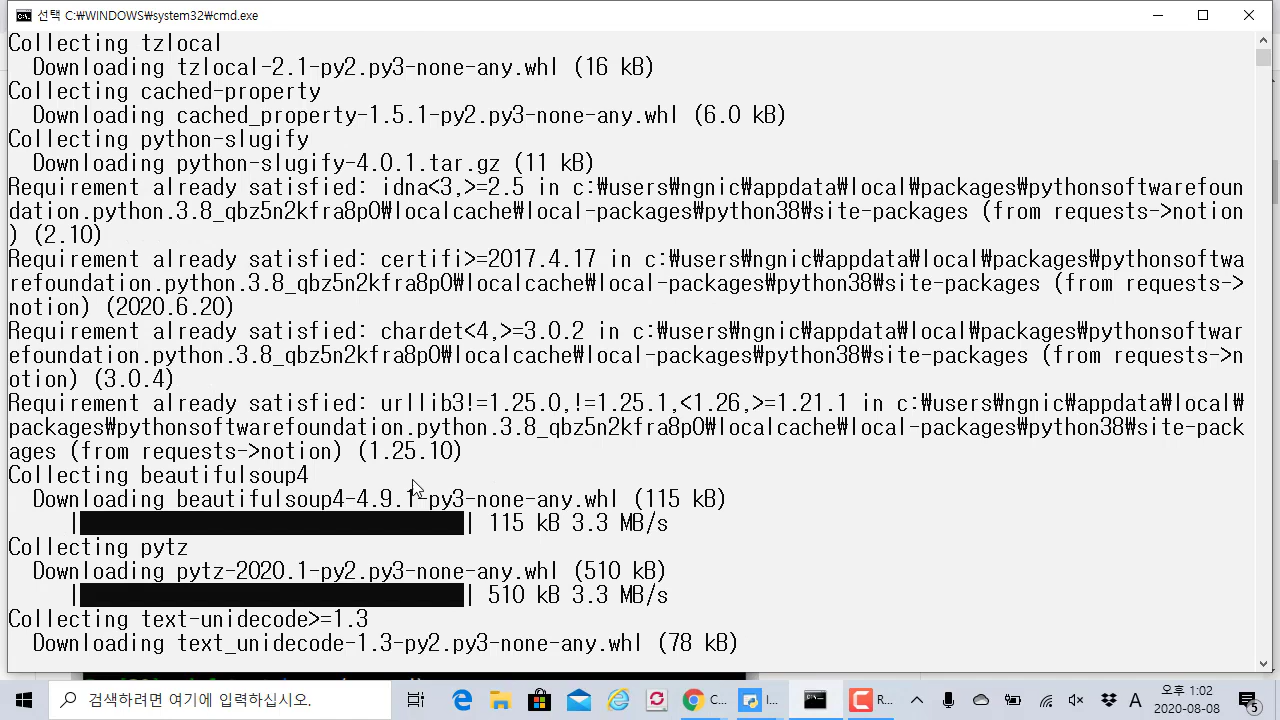 선택 C:₩WINDOWS₩system32₩cmd.exe
Collecting tzlocal
Downloading tzlocal-2.1-py2.py3-none-any.whl (16 kB)
Collecting cached-property
Downloading cached_property-1.5.1-py2.py3-none-any.whl (6.0 kB)
Collecting python-slugify
Downloading python-slugify-4.0.1.tar.gz (11 kB)
Requirement already satisfied: idna<3,>=2.5 in c:₩users₩ngnic₩appdata₩local₩packages₩pythonsoftwarefoun
dation.python.3.8_qbz5n2kfra8p0₩localcache₩local-packages₩python38₩site-packages (from requests->notion
) (2.10)
Requirement already satisfied: certifi>=2017.4.17 in c:₩users₩ngnic₩appdata₩local₩packages₩pythonsoftwa
refoundation.python.3.8_qbz5n2kfra8p0₩localcache₩local-packages₩python38₩site-packages (from requests->
notion) (2020.6.20)
Requirement already satisfied: chardet<4,>=3.0.2 in c:₩users₩ngnic₩appdata₩local₩packages₩pythonsoftwar
efoundation.python.3.8_qbz5n2kfra8p0₩localcache₩local-packages₩python38₩site-packages (from requests->n
otion) (3.0.4)
Requirement already satisfied: urllib3!=1.25.0,!=1.25.1,<1.26,>=1.21.1 in c:₩users₩ngnic₩appdata₩local₩
packages₩pythonsoftwarefoundation.python.3.8_qbz5n2kfra8p0₩localcache₩local-packages₩python38₩site-pack
ages (from requests->notion) (1.25.10)
Collecting beautifulsoup4
Downloading beautifulsoup4-4.9.1-py3-none-any.whl (115 kB)
| | 115 kB 3.3 MB/s
Collecting pytz
Downloading pytz-2020.1-py2.py3-none-any.whl (510 kB)
| | 510 kB 3.3 MB/s
Collecting text-unidecode>=1.3
Downloading text_unidecode-1.3-py2.py3-none-any.whl (78 kB)
검색하려면 여기에 입력하십시오.
C...
I...
R...
A
오후 1:02
2020-08-08
5